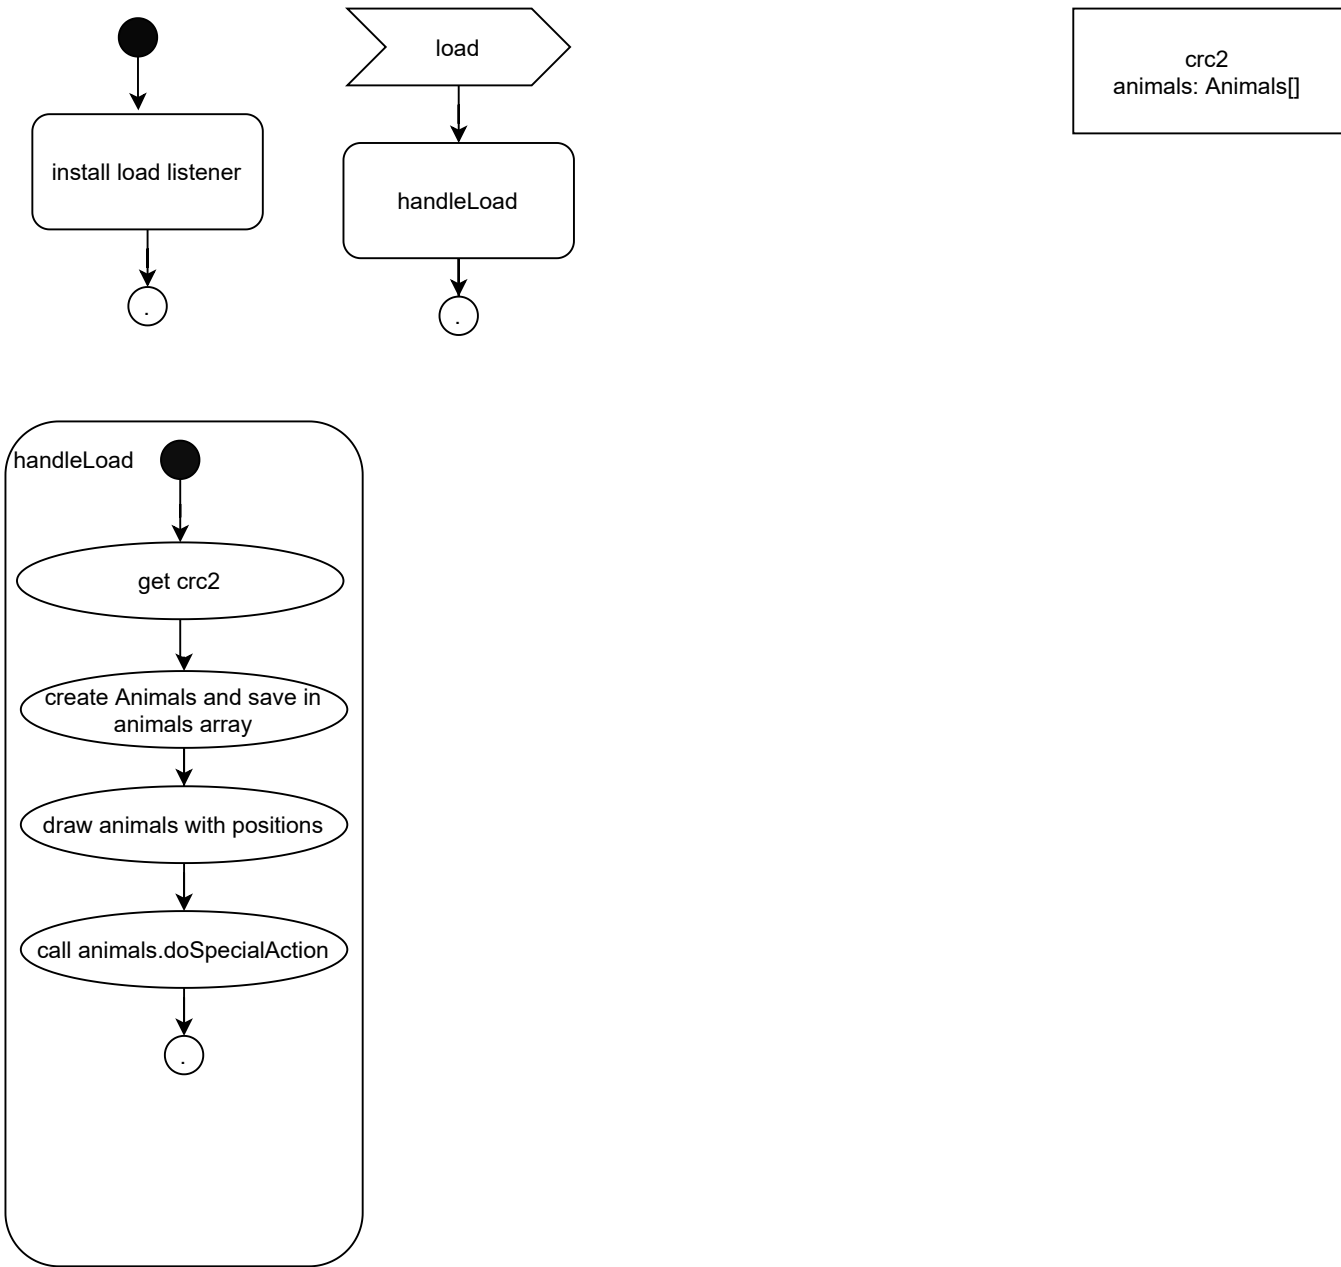 load
crc2
animals: Animals[]
install load listener
handleLoad
.
.
handleLoad
get crc2
create Animals and save in
animals array
draw animals with positions
call animals.doSpecialAction
.